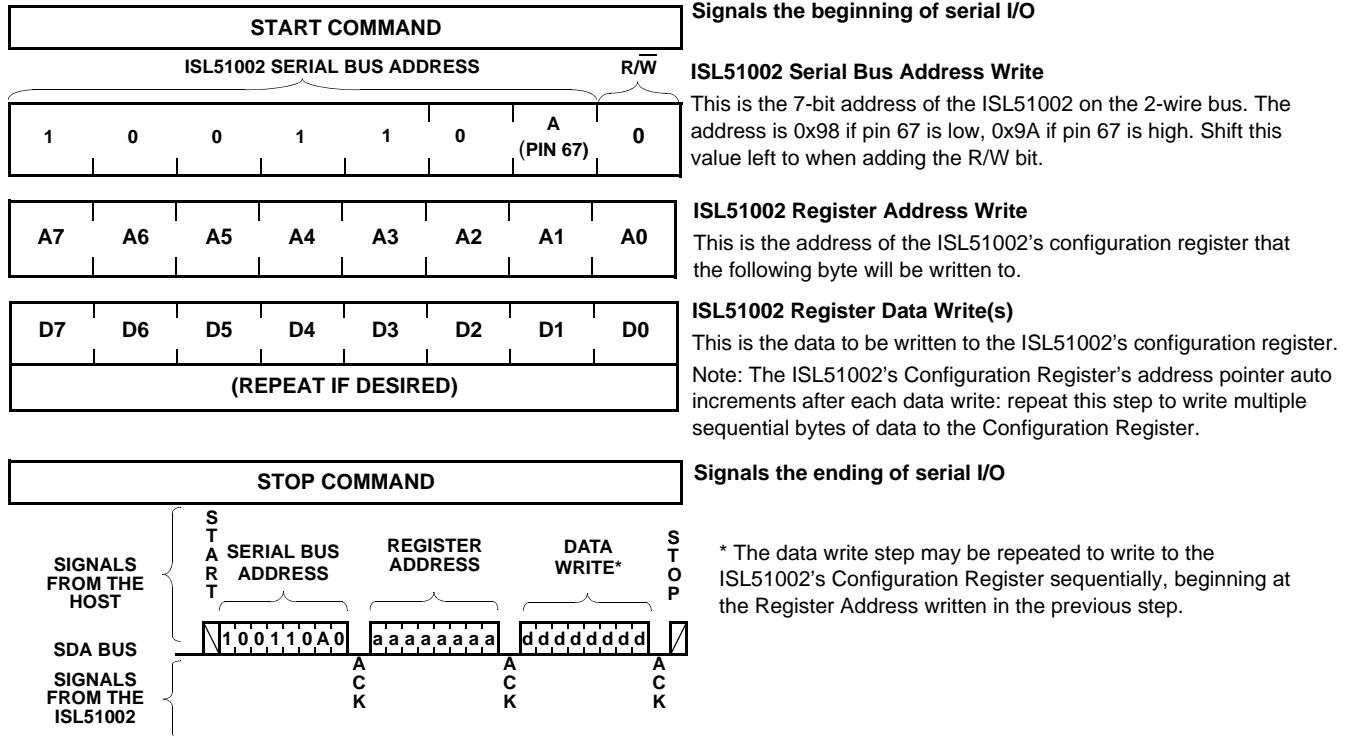 START COMMAND
Signals the beginning of serial I/O
ISL51002 SERIAL BUS ADDRESS
R/W̅
1 0 0 1 1 0 A (PIN 67) 0
ISL51002 Serial Bus Address Write
This is the 7-bit address of the ISL51002 on the 2-wire bus. The
address is 0x98 if pin 67 is low, 0x9A if pin 67 is high. Shift this
value left to when adding the R/W bit.
A7 A6 A5 A4 A3 A2 A1 A0
ISL51002 Register Address Write
This is the address of the ISL51002's configuration register that
the following byte will be written to.
D7 D6 D5 D4 D3 D2 D1 D0
(REPEAT IF DESIRED)
ISL51002 Register Data Write(s)
This is the data to be written to the ISL51002's configuration register.
Note: The ISL51002's Configuration Register's address pointer auto
increments after each data write: repeat this step to write multiple
sequential bytes of data to the Configuration Register.
STOP COMMAND
Signals the ending of serial I/O
SIGNALS
FROM THE
HOST
START
SERIAL BUS
ADDRESS
REGISTER
ADDRESS
DATA
WRITE*
STOP
* The data write step may be repeated to write to the
ISL51002's Configuration Register sequentially, beginning at
the Register Address written in the previous step.
SDA BUS
1 0 0 1 1 0 A 0
a a a a a a a a
d d d d d d d d
SIGNALS
FROM THE
ISL51002
ACK
ACK
ACK